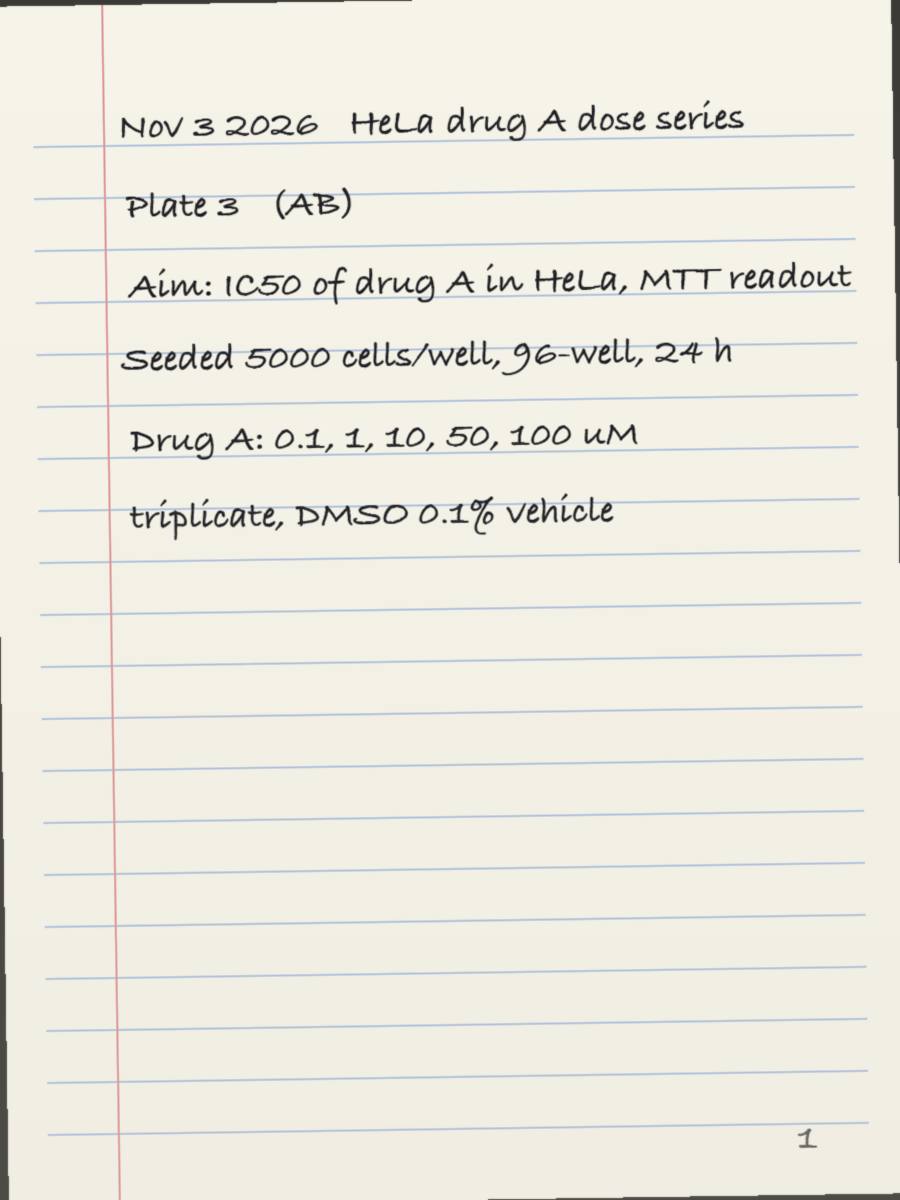 Nov 3 2026 HeLa drug A dose series
Plate 3 (AB)
Aim: IC50 of drug A in HeLa, MTT readout
Seeded 5000 cells/well, 96-well, 24 h
Drug A: 0.1, 1, 10, 50, 100 uM
triplicate, DMSO 0.1% vehicle
1